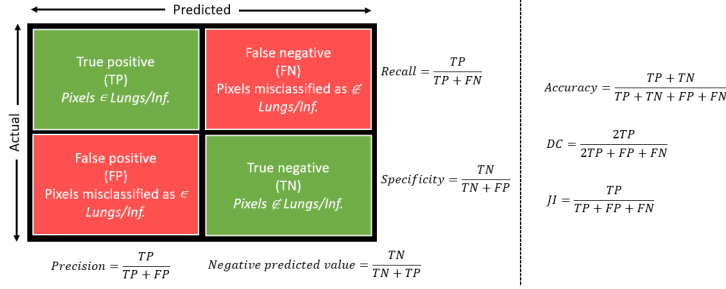 Predicted
Actual
True positive
(TP)
Pixels ∈ Lungs/Inf.
False negative
(FN)
Pixels misclassified as ∉
Lungs/Inf.
Recall = TP / TP + FN
False positive
(FP)
Pixels misclassified as ∈
Lungs/Inf.
True negative
(TN)
Pixels ∉ Lungs/Inf.
Specificity = TN / TN + FP
Precision = TP / TP + FP
Negative predicted value = TN / TN + TP
Accuracy = TP + TN / TP + TN + FP + FN
DC = 2TP / 2TP + FP + FN
JI = TP / TP + FP + FN